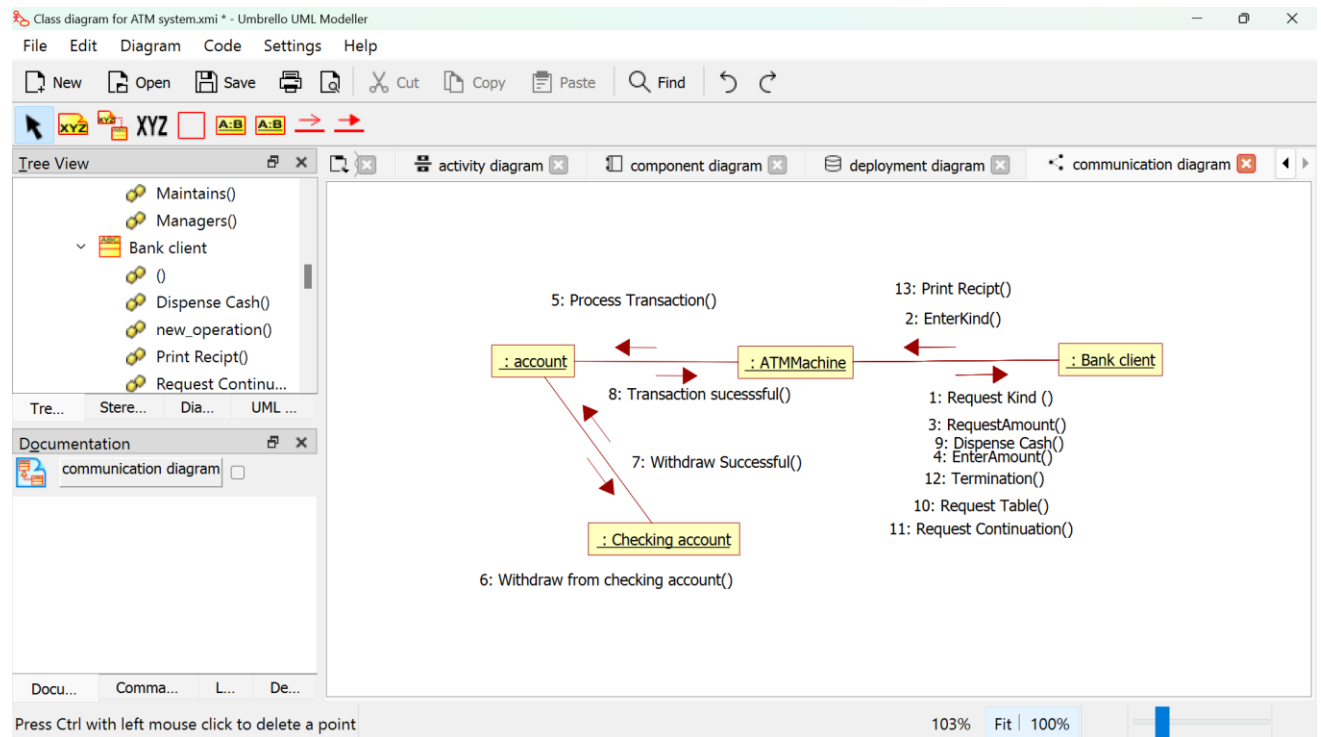 Class diagram for ATM system.xmi * - Umbrello UML Modeller
File Edit Diagram Code Settings Help
New Open Save Cut Copy Paste Find
XYZ XYZ XYZ A:B A:B
Tree View
activity diagram component diagram deployment diagram communication diagram
Maintains()
Managers()
ABC Bank client
()
Dispense Cash()
new_operation()
Print Recipt()
Request Continu...
Tre... Stere... Dia... UML ...
Documentation
communication diagram
Docu... Comma... L... De...
13: Print Recipt()
5: Process Transaction()
2: EnterKind()
: account
: ATMMachine
: Bank client
8: Transaction sucesssful()
1: Request Kind ()
3: RequestAmount()
9: Dispense Cash()
4: EnterAmount()
7: Withdraw Successful()
12: Termination()
10: Request Table()
11: Request Continuation()
: Checking account
6: Withdraw from checking account()
Press Ctrl with left mouse click to delete a point
103% Fit 100%